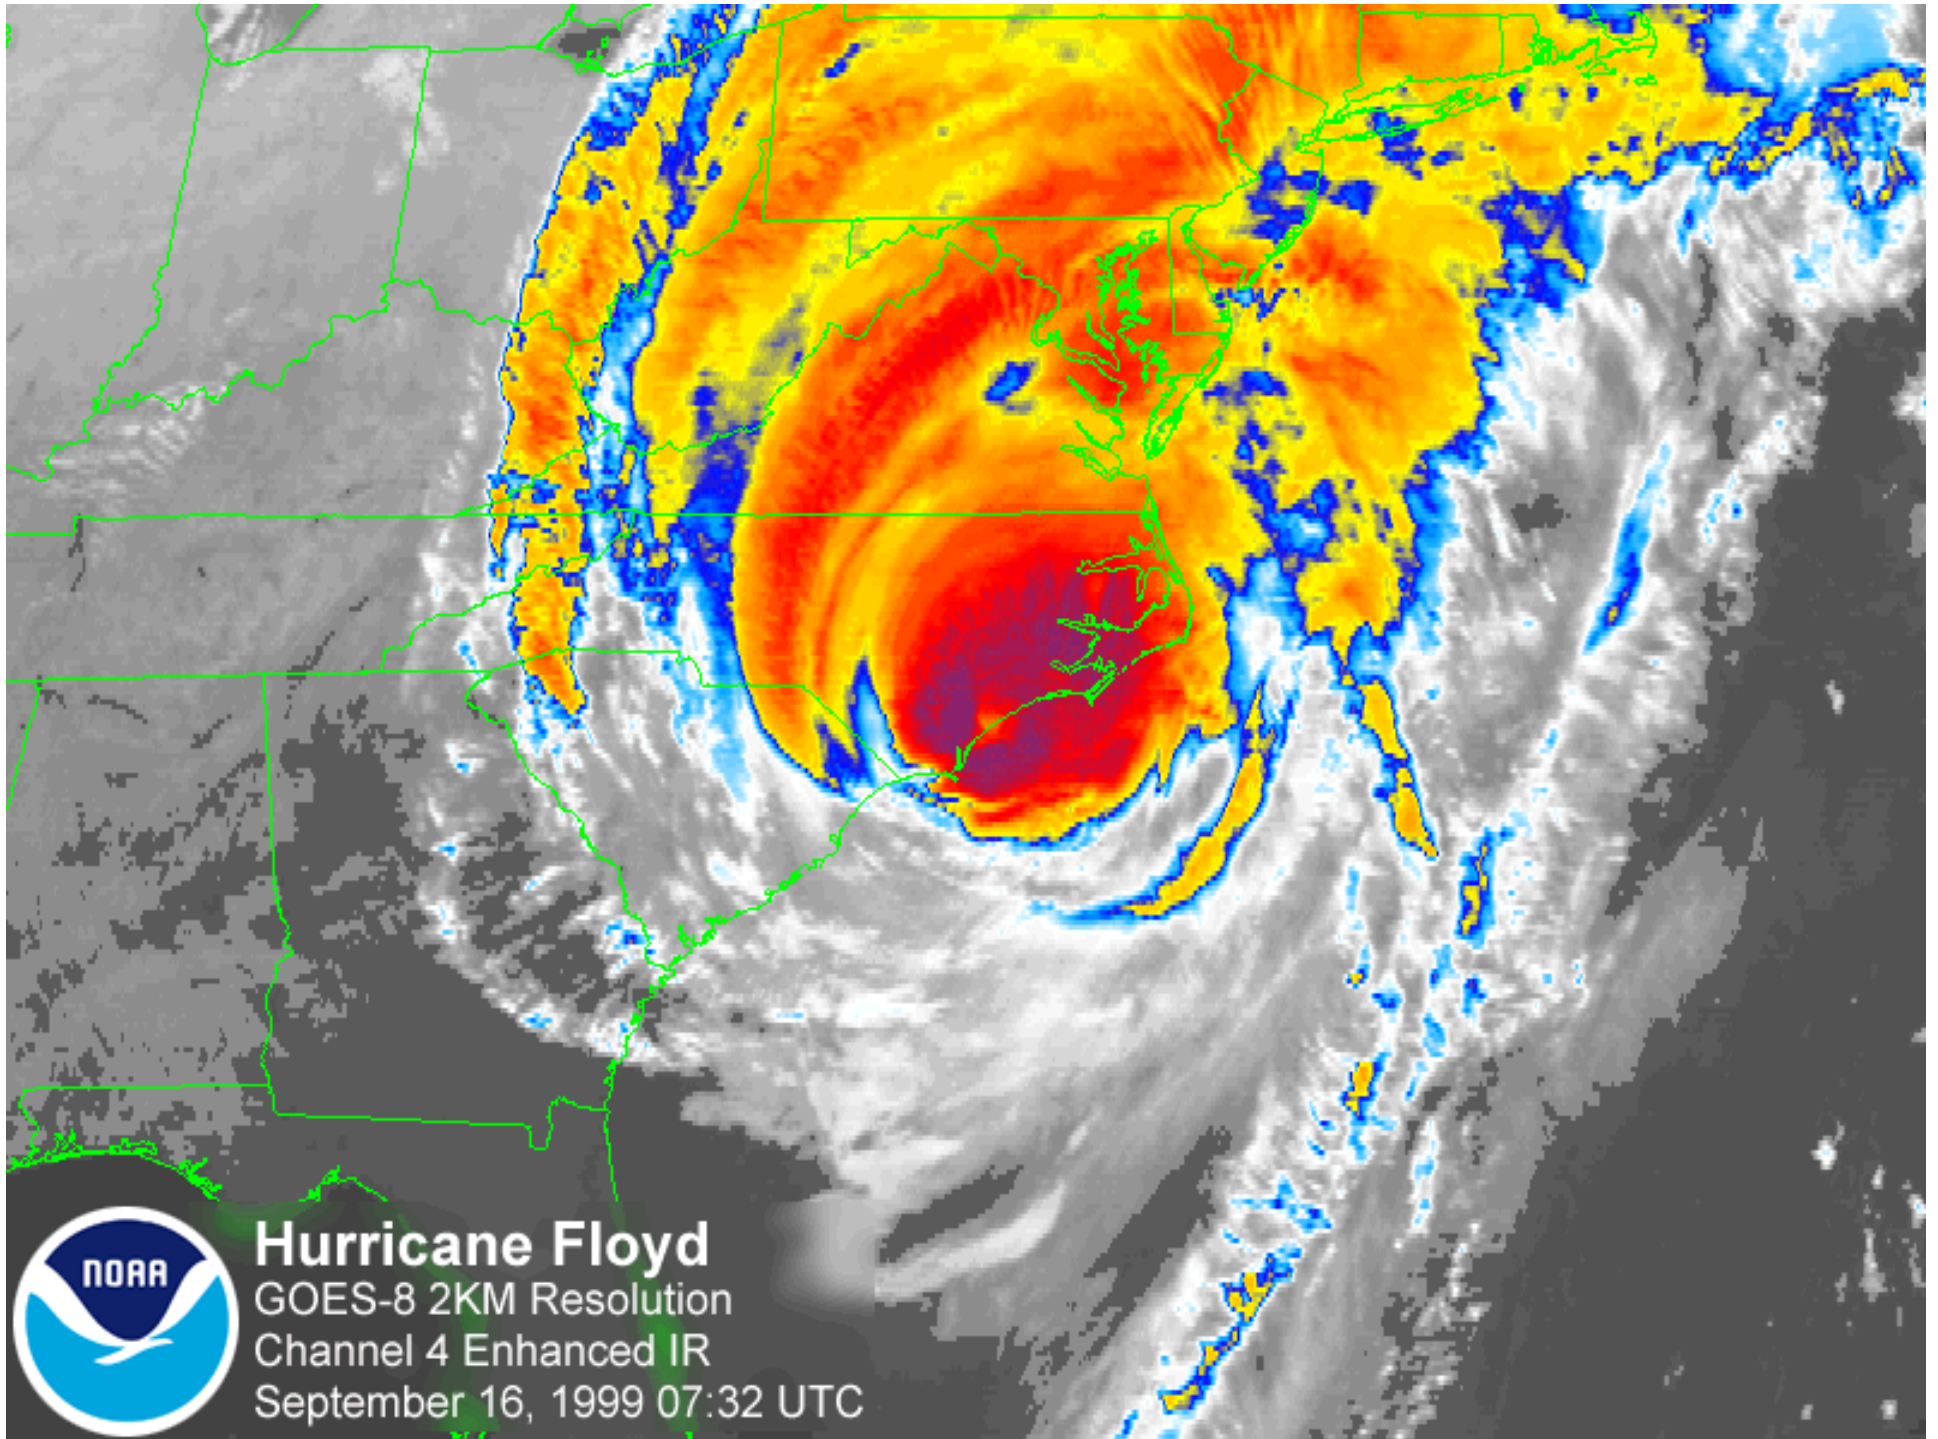 NOAA
Hurricane Floyd
GOES-8 2KM Resolution
Channel 4 Enhanced IR
September 16, 1999 07:32 UTC